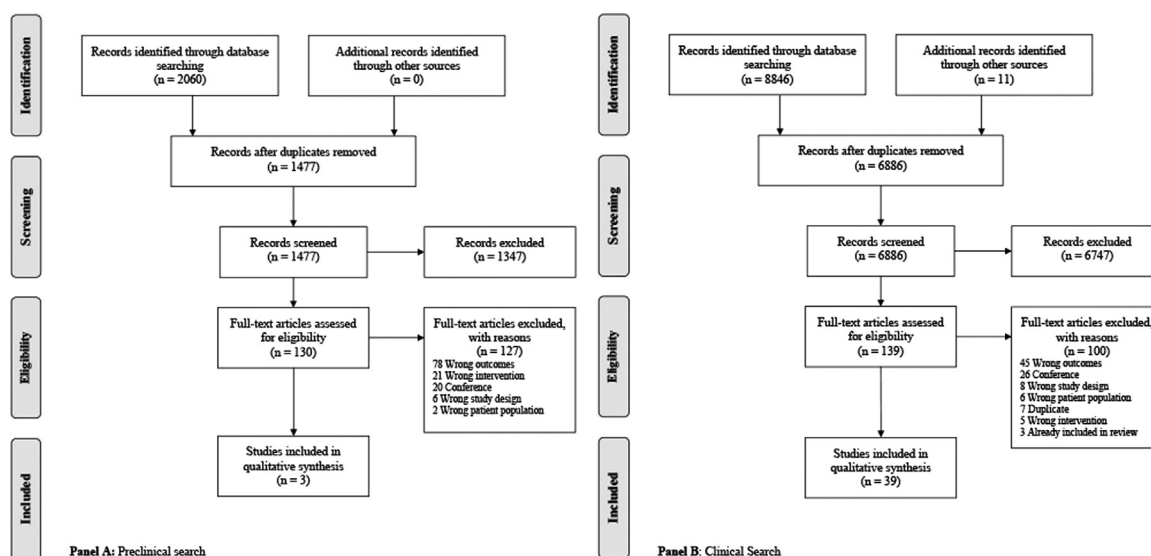 Identification
Records identified through database
searching
(n = 2060)
Additional records identified
through other sources
(n = 0)
Records after duplicates removed
(n = 1477)
Screening
Records screened
(n = 1477)
Records excluded
(n = 1347)
Eligibility
Full-text articles assessed
for eligibility
(n = 130)
Full-text articles excluded,
with reasons
(n = 127)
78 Wrong outcomes
21 Wrong intervention
20 Conference
6 Wrong study design
2 Wrong patient population
Included
Studies included in
qualitative synthesis
(n = 3)
Panel A: Preclinical search
Identification
Records identified through database
searching
(n = 8846)
Additional records identified
through other sources
(n = 11)
Records after duplicates removed
(n = 6886)
Screening
Records screened
(n = 6886)
Records excluded
(n = 6747)
Eligibility
Full-text articles assessed
for eligibility
(n = 139)
Full-text articles excluded,
with reasons
(n = 100)
45 Wrong outcomes
26 Conference
8 Wrong study design
6 Wrong patient population
7 Duplicate
5 Wrong intervention
3 Already included in review
Included
Studies included in
qualitative synthesis
(n = 39)
Panel B: Clinical Search